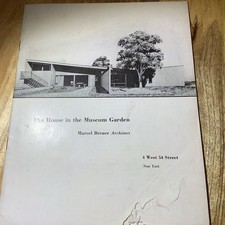 The House in the Museum Garden
Marcel Breuer Architect
4 West 54 Street
New York